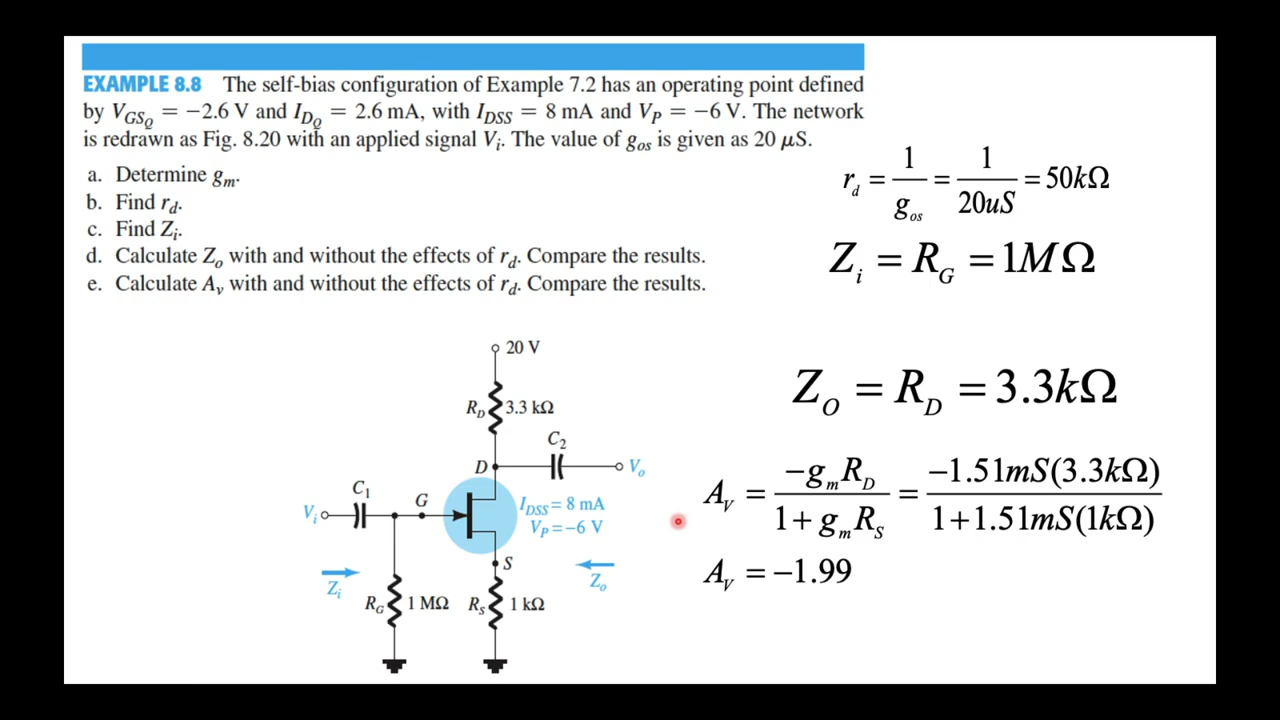 EXAMPLE 8.8 The self-bias configuration of Example 7.2 has an operating point defined
by V_GS_Q = −2.6 V and I_D_Q = 2.6 mA, with I_DSS = 8 mA and V_P = −6 V. The network
is redrawn as Fig. 8.20 with an applied signal V_i. The value of g_os is given as 20 μS.
a. Determine g_m.
b. Find r_d.
c. Find Z_i.
d. Calculate Z_o with and without the effects of r_d. Compare the results.
e. Calculate A_v with and without the effects of r_d. Compare the results.
r_d = 1/g_os = 1/20uS = 50kΩ
Z_i = R_G = 1MΩ
Z_O = R_D = 3.3kΩ
A_V = −g_m R_D / 1 + g_m R_S = −1.51mS(3.3kΩ) / 1+1.51mS(1kΩ)
A_V = −1.99
20 V
R_D 3.3 kΩ
C_2
D
V_o
C_1
G
V_i
I_DSS = 8 mA
V_P = −6 V
S
Z_i
Z_o
R_G 1 MΩ
R_S 1 kΩ